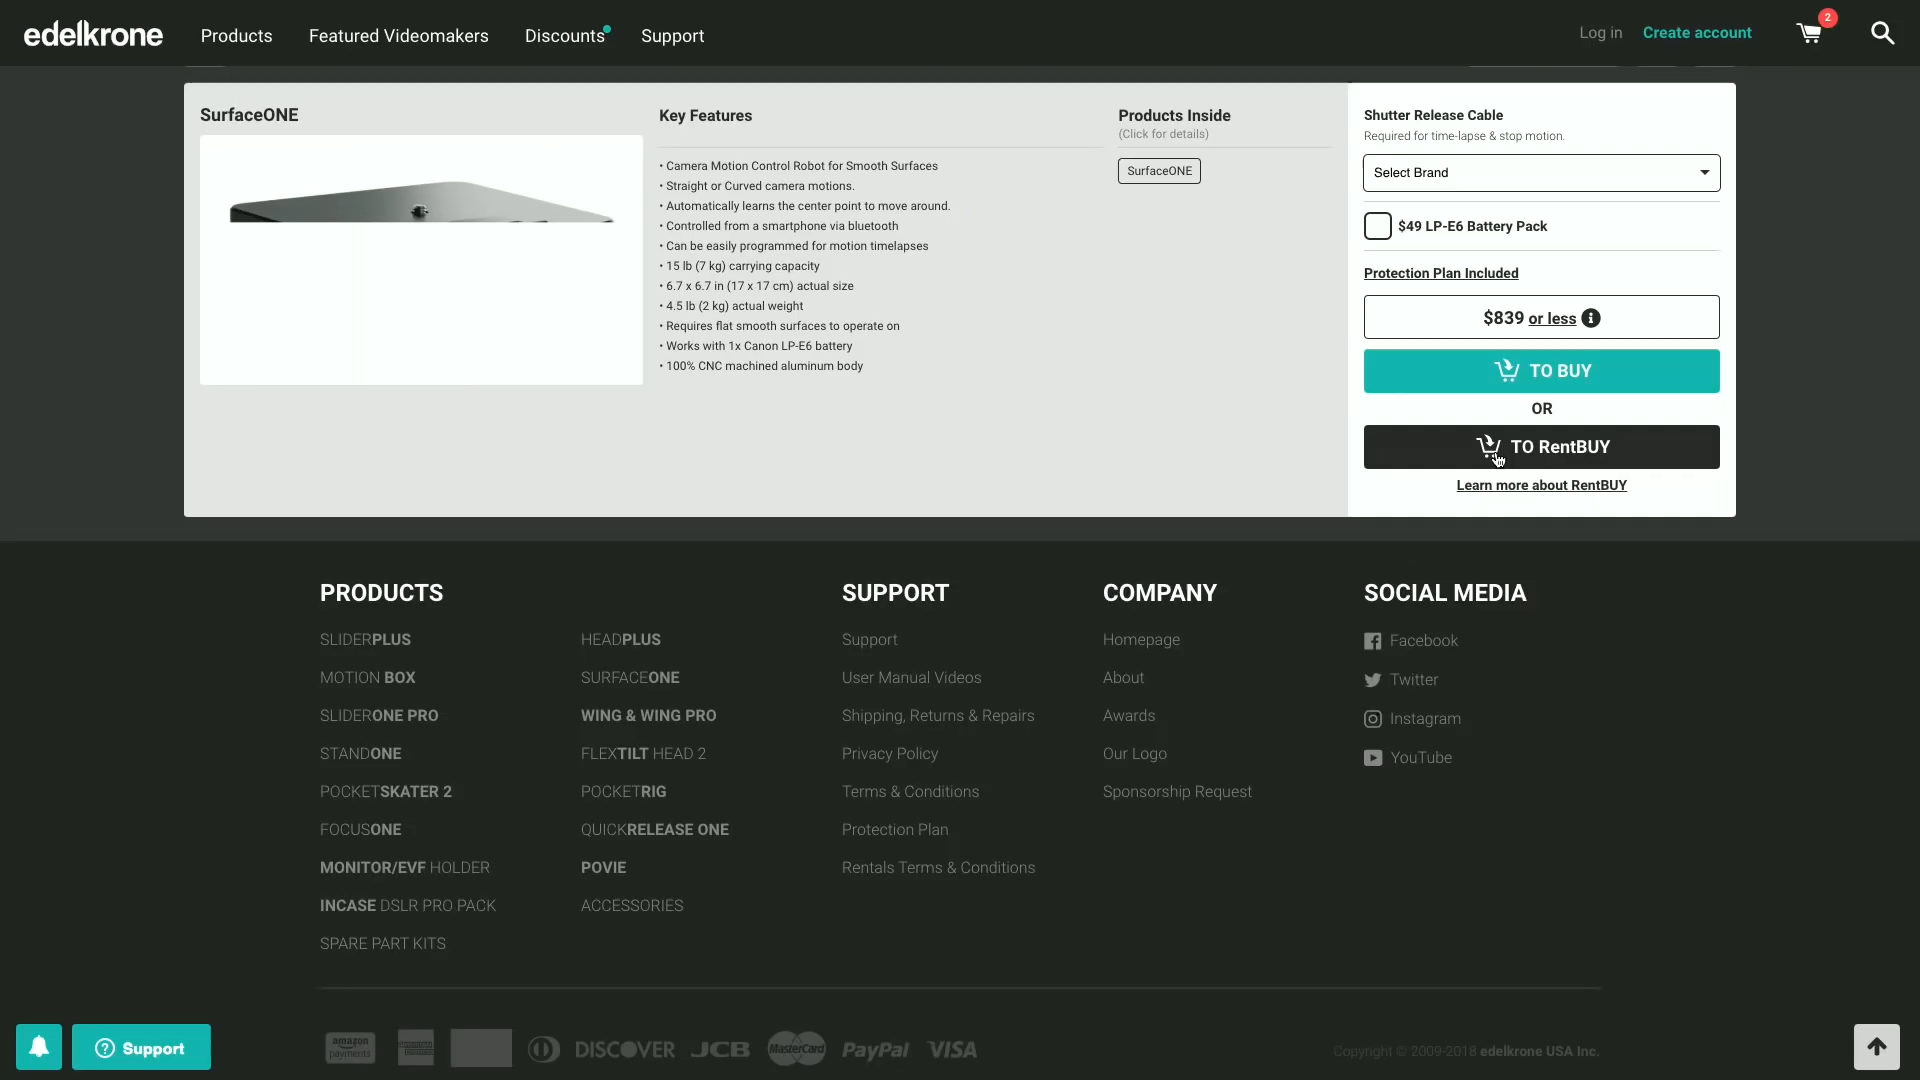 edelkrone Products Featured Videomakers Discounts Support Log in Create account 2
SurfaceONE
Key Features
• Camera Motion Control Robot for Smooth Surfaces
• Straight or Curved camera motions.
• Automatically learns the center point to move around.
• Controlled from a smartphone via bluetooth
• Can be easily programmed for motion timelapses
• 15 lb (7 kg) carrying capacity
• 6.7 x 6.7 in (17 x 17 cm) actual size
• 4.5 lb (2 kg) actual weight
• Requires flat smooth surfaces to operate on
• Works with 1x Canon LP-E6 battery
• 100% CNC machined aluminum body
Products Inside
(Click for details)
SurfaceONE
Shutter Release Cable
Required for time-lapse & stop motion.
Select Brand
$49 LP-E6 Battery Pack
Protection Plan Included
$839 or less
TO BUY
OR
TO RentBUY
Learn more about RentBUY
PRODUCTS
SLIDERPLUS
MOTION BOX
SLIDERONE PRO
STANDONE
POCKETSKATER 2
FOCUSONE
MONITOR/EVF HOLDER
INCASE DSLR PRO PACK
SPARE PART KITS
HEADPLUS
SURFACEONE
WING & WING PRO
FLEXTILT HEAD 2
POCKETRIG
QUICKRELEASE ONE
POVIE
ACCESSORIES
SUPPORT
Support
User Manual Videos
Shipping, Returns & Repairs
Privacy Policy
Terms & Conditions
Protection Plan
Rentals Terms & Conditions
COMPANY
Homepage
About
Awards
Our Logo
Sponsorship Request
SOCIAL MEDIA
Facebook
Twitter
Instagram
YouTube
Support
amazon
payments
DISCOVER JCB MasterCard PayPal VISA
Copyright © 2009-2018 edelkrone USA Inc.